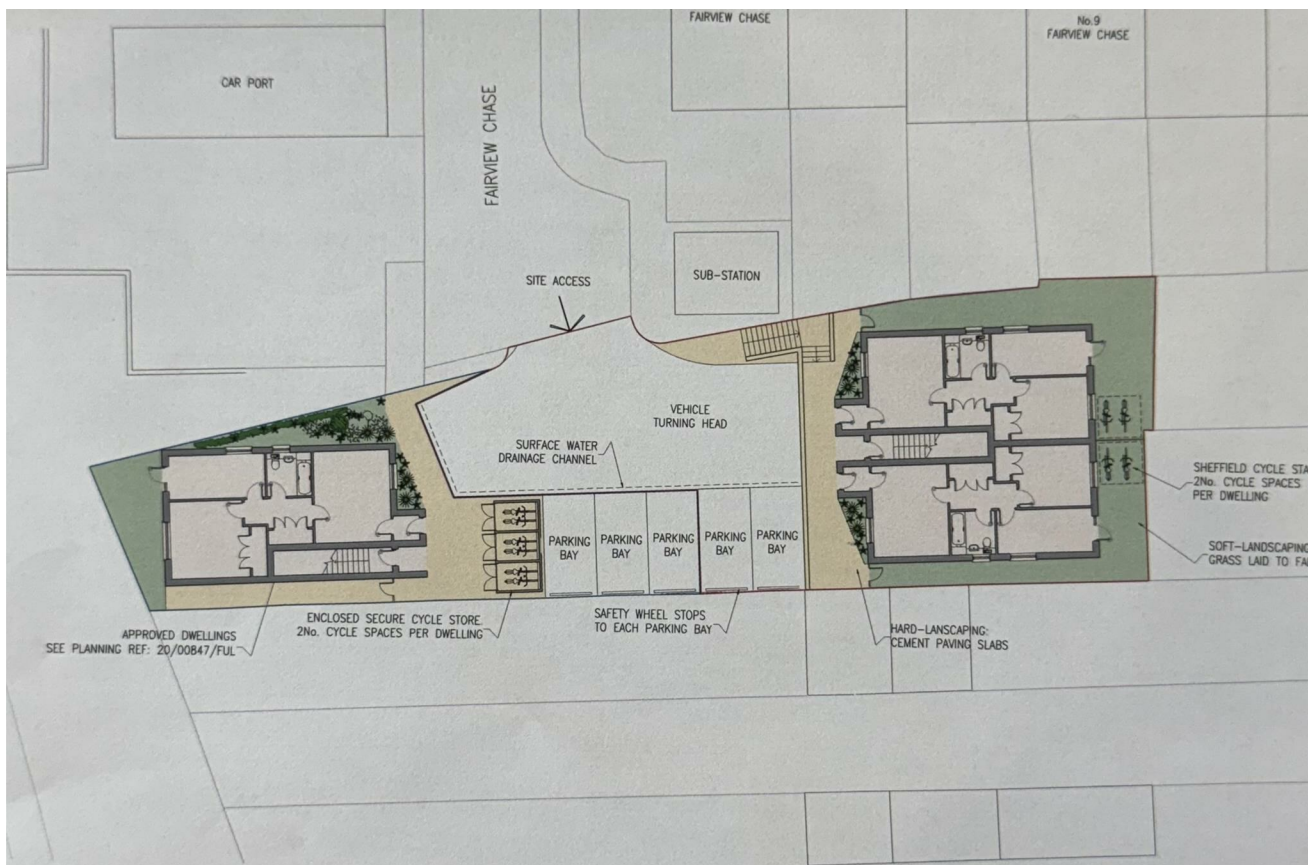 FAIRVIEW CHASE
No.9
FAIRVIEW CHASE
CAR PORT
FAIRVIEW CHASE
SITE ACCESS
SUB-STATION
VEHICLE
TURNING HEAD
SURFACE WATER
DRAINAGE CHANNEL
PARKING
BAY
PARKING
BAY
PARKING
BAY
PARKING
BAY
PARKING
BAY
SHEFFIELD CYCLE STA
2No. CYCLE SPACES
PER DWELLING
SOFT-LANDSCAPING
GRASS LAID TO FA
APPROVED DWELLINGS
SEE PLANNING REF: 20/00847/FUL
ENCLOSED SECURE CYCLE STORE.
2No. CYCLE SPACES PER DWELLING
SAFETY WHEEL STOPS
TO EACH PARKING BAY
HARD-LANSCAPING:
CEMENT PAVING SLABS